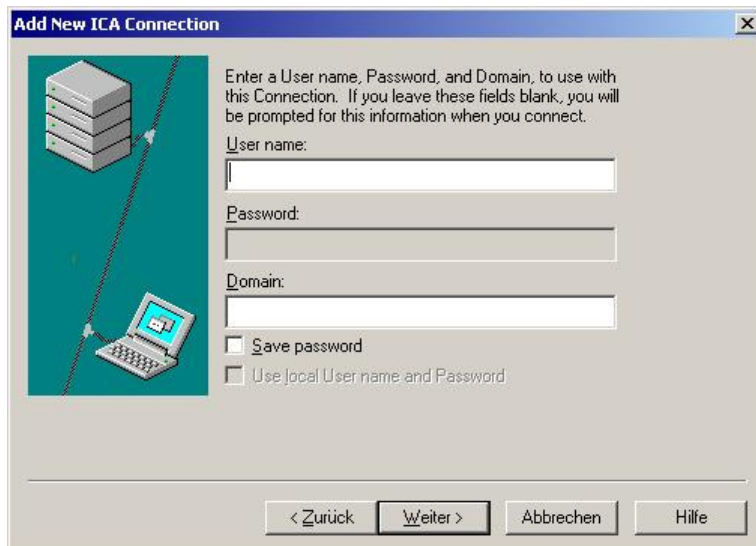 Add New ICA Connection
Enter a User name, Password, and Domain, to use with
this Connection. If you leave these fields blank, you will
be prompted for this information when you connect.
User name:
Password:
Domain:
Save password
Use local User name and Password
< Zurück Weiter > Abbrechen Hilfe